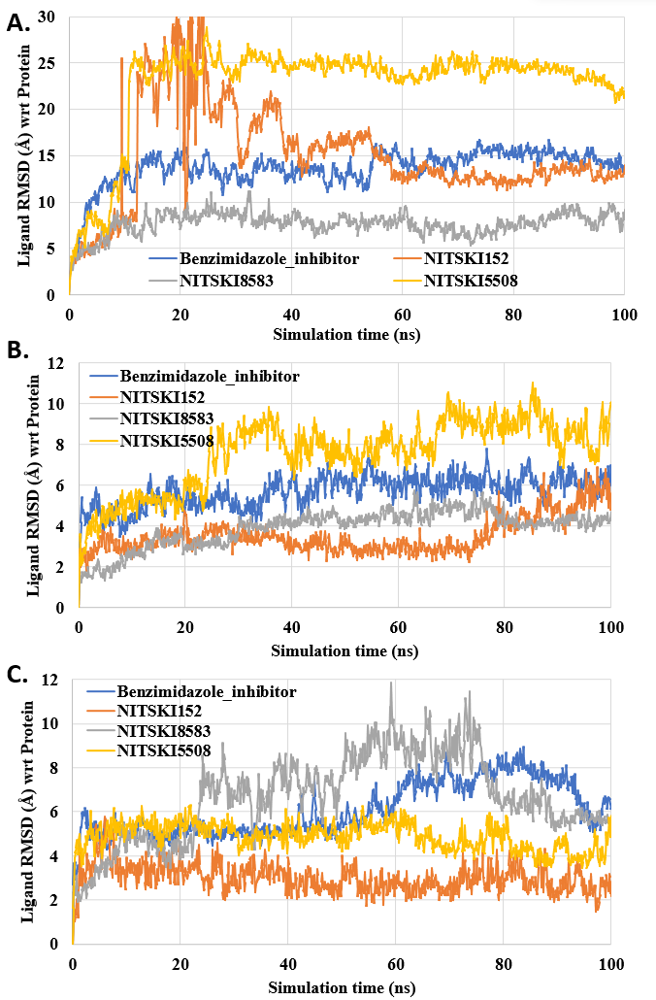 A.
30
25
20
15
10
5
0
Ligand RMSD (Å) wrt Protein
Benzimidazole_inhibitor
NITSKI152
NITSKI8583
NITSKI5508
0 20 40 60 80 100
Simulation time (ns)
B.
12
10
8
6
4
2
0
Ligand RMSD (Å) wrt Protein
Benzimidazole_inhibitor
NITSKI152
NITSKI8583
NITSKI5508
0 20 40 60 80 100
Simulation time (ns)
C.
12
10
8
6
4
2
0
Ligand RMSD (Å) wrt Protein
Benzimidazole_inhibitor
NITSKI152
NITSKI8583
NITSKI5508
0 20 40 60 80 100
Simulation time (ns)